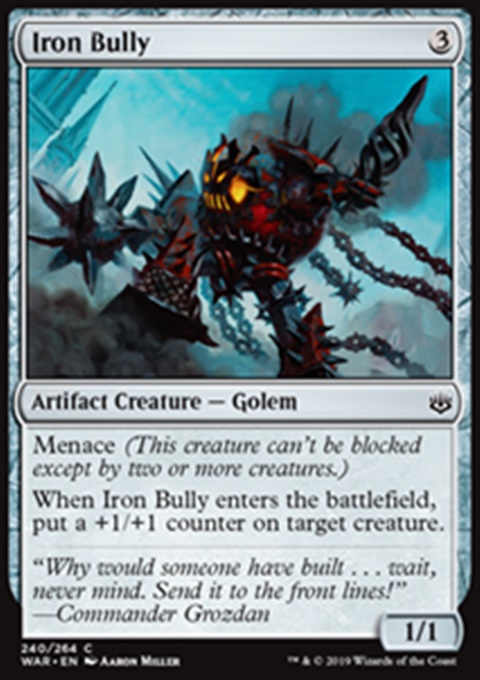 Iron Bully 3
Artifact Creature — Golem
Menace (This creature can't be blocked
except by two or more creatures.)
When Iron Bully enters the battlefield,
put a +1/+1 counter on target creature.
“Why would someone have built . . . wait,
never mind. Send it to the front lines!”
—Commander Grozdan
1/1
240/264 C
WAR • EN Aaron Miller
™ & © 2019 Wizards of the Coast